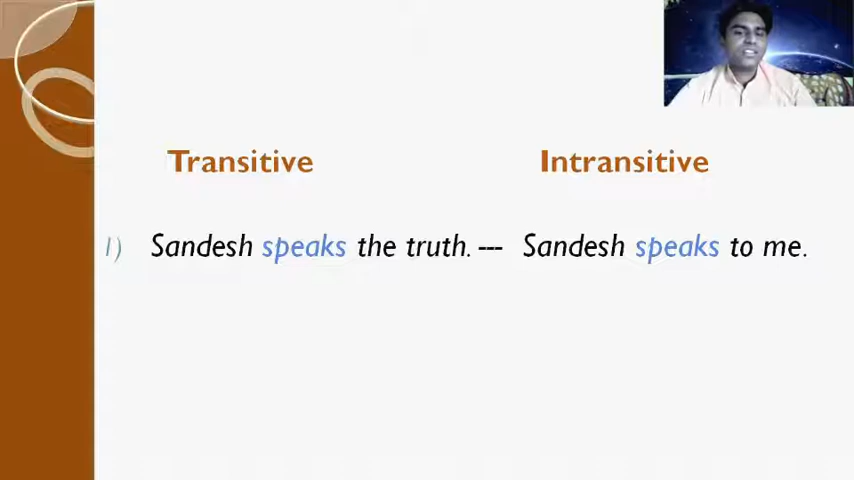 Transitive Intransitive
1) Sandesh speaks the truth. --- Sandesh speaks to me.